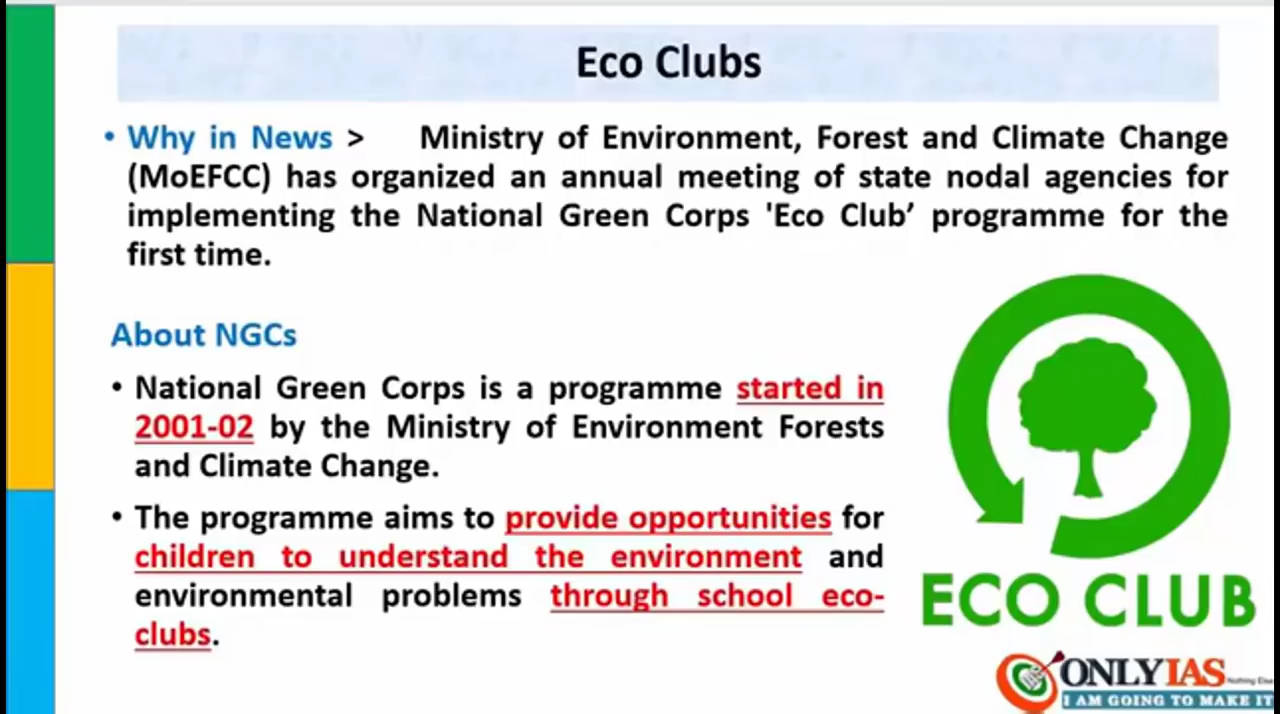 Eco Clubs
• Why in News > Ministry of Environment, Forest and Climate Change
(MoEFCC) has organized an annual meeting of state nodal agencies for
implementing the National Green Corps 'Eco Club’ programme for the
first time.
About NGCs
• National Green Corps is a programme started in
2001-02 by the Ministry of Environment Forests
and Climate Change.
• The programme aims to provide opportunities for
children to understand the environment and
environmental problems through school eco-
clubs.
ECO CLUB
ONLYIAS
Nothing Else
I AM GOING TO MAKE IT